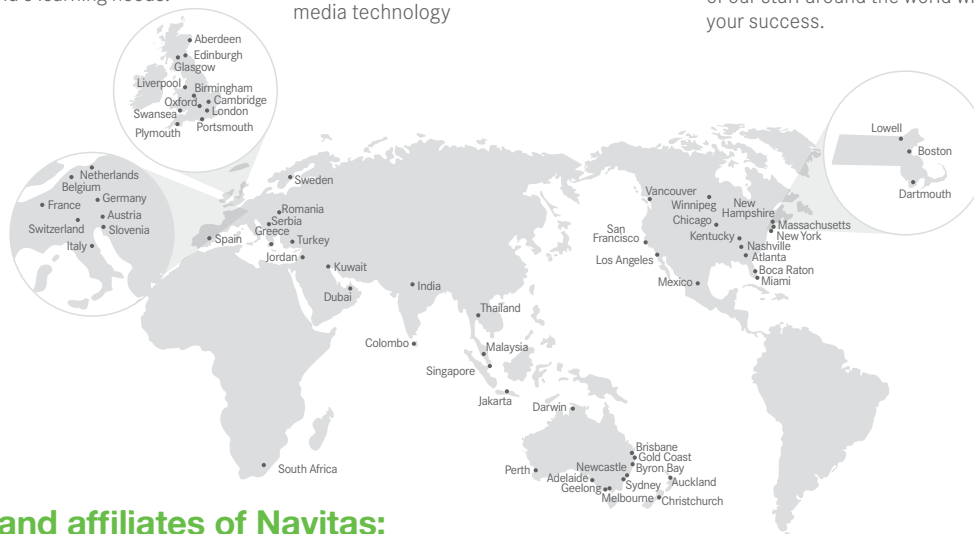 learning needs.
media technology
of our staff around the world
your success.
Aberdeen
Edinburgh
Glasgow
Liverpool
Birmingham
Oxford
Cambridge
Swansea
London
Plymouth
Portsmouth
Netherlands
Belgium
Germany
France
Austria
Switzerland
Slovenia
Italy
Sweden
Romania
Serbia
Greece
Spain
Turkey
Jordan
Kuwait
Dubai
India
Thailand
Colombo
Malaysia
Singapore
Jakarta
South Africa
Darwin
Brisbane
Gold Coast
Newcastle
Byron Bay
Perth
Adelaide
Sydney
Auckland
Geelong
Melbourne
Christchurch
Lowell
Boston
Dartmouth
Vancouver
Winnipeg
New
Hampshire
Chicago
Massachusetts
San
Francisco
Kentucky
New York
Nashville
Los Angeles
Atlanta
Boca Raton
Mexico
Miami
and affiliates of Navitas: